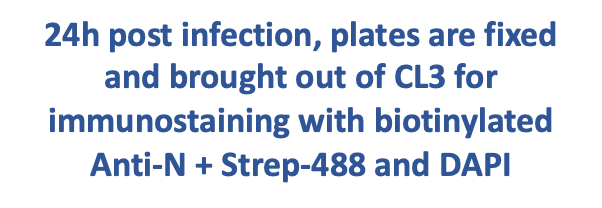 24h post infection, plates are fixed
and brought out of CL3 for
immunostaining with biotinylated
Anti-N + Strep-488 and DAPI